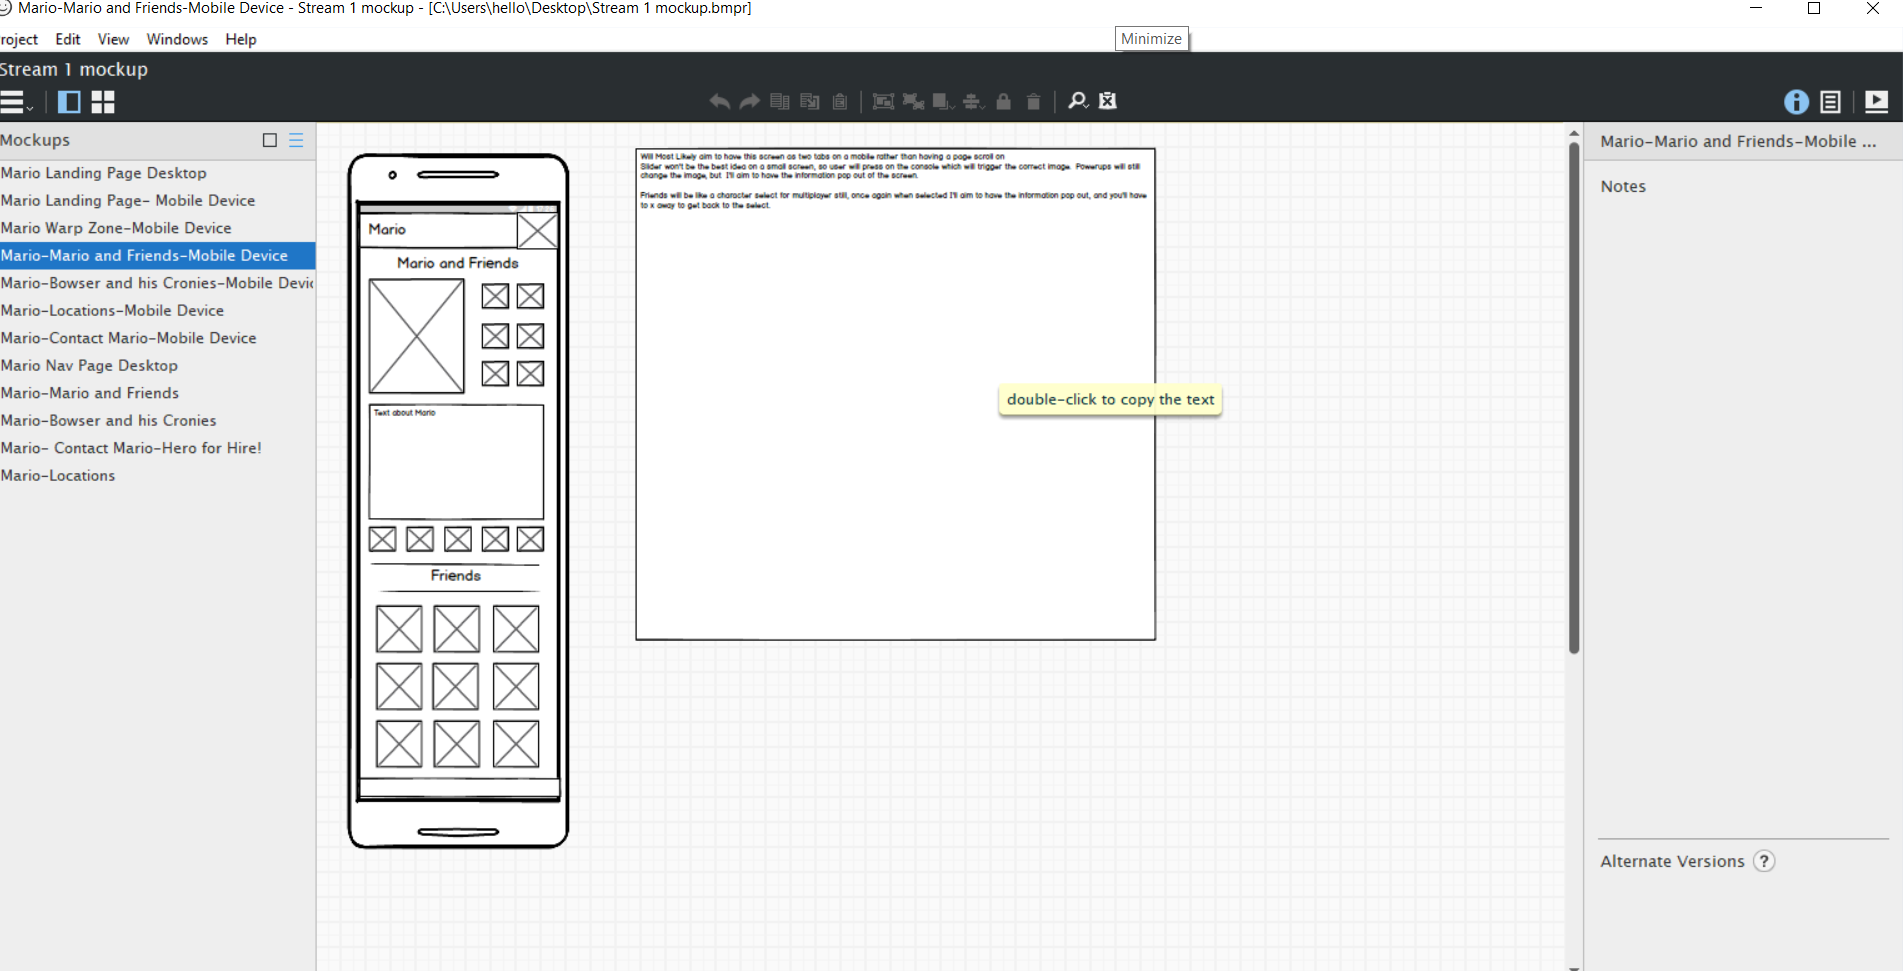 Mario-Mario and Friends-Mobile Device - Stream 1 mockup - [C:\Users\hello\Desktop\Stream 1 mockup.bmpr]
roject Edit View Windows Help
Minimize
Stream 1 mockup
Mockups
Mario Landing Page Desktop
Mario Landing Page- Mobile Device
Mario Warp Zone-Mobile Device
Mario-Mario and Friends-Mobile Device
Mario-Bowser and his Cronies-Mobile Devic
Mario-Locations-Mobile Device
Mario-Contact Mario-Mobile Device
Mario Nav Page Desktop
Mario-Mario and Friends
Mario-Bowser and his Cronies
Mario- Contact Mario-Hero for Hire!
Mario-Locations
Mario
Mario and Friends
Text about Mario
Friends
Will Most Likely aim to have this screen as two tabs on a mobile rather than having a page scroll on
Slider won't be the best idea on a small screen, so user will press on the console which will trigger the correct image. Powerups will still
change the image, but I'll aim to have the information pop out of the screen.
Friends will be like a character select for multiplayer still, once again when selected I'll aim to have the information pop out, and you'll have
to x away to get back to the select.
double-click to copy the text
Mario-Mario and Friends-Mobile ...
Notes
Alternate Versions ?